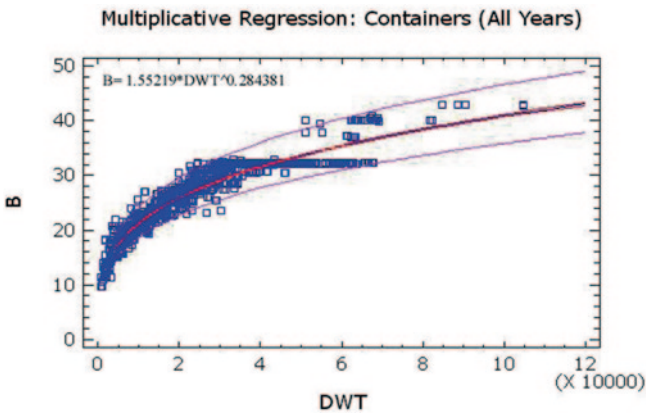 Multiplicative Regression: Containers (All Years)
B= 1.55219*DWT^0.284381
50
40
30
20
10
0
B
0
2
4
6
8
10
12
(X 10000)
DWT